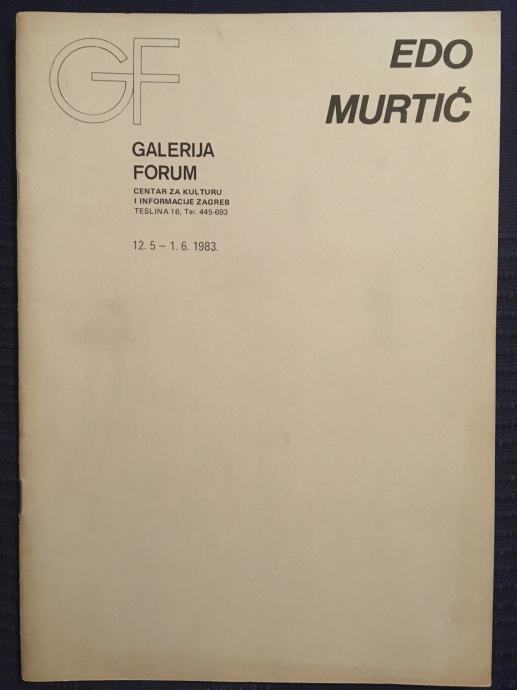 GF
EDO
MURTIĆ
GALERIJA
FORUM
CENTAR ZA KULTURU
I INFORMACIJE ZAGREB
TESLINA 16, Tel. 445-693
12. 5 – 1. 6. 1983.